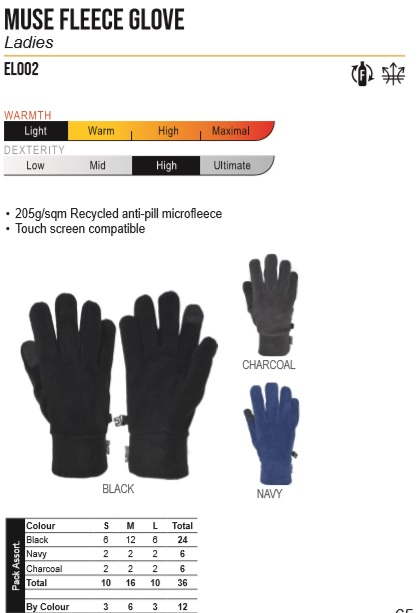 MUSE FLEECE GLOVE
Ladies
EL002
WARMTH
Light Warm High Maximal
DEXTERITY
Low Mid High Ultimate
• 205g/sqm Recycled anti-pill microfleece
• Touch screen compatible
CHARCOAL
BLACK
NAVY
Pack Assort.
Colour S M L Total
Black 6 12 6 24
Navy 2 2 2 6
Charcoal 2 2 2 6
Total 10 16 10 36
By Colour 3 6 3 12